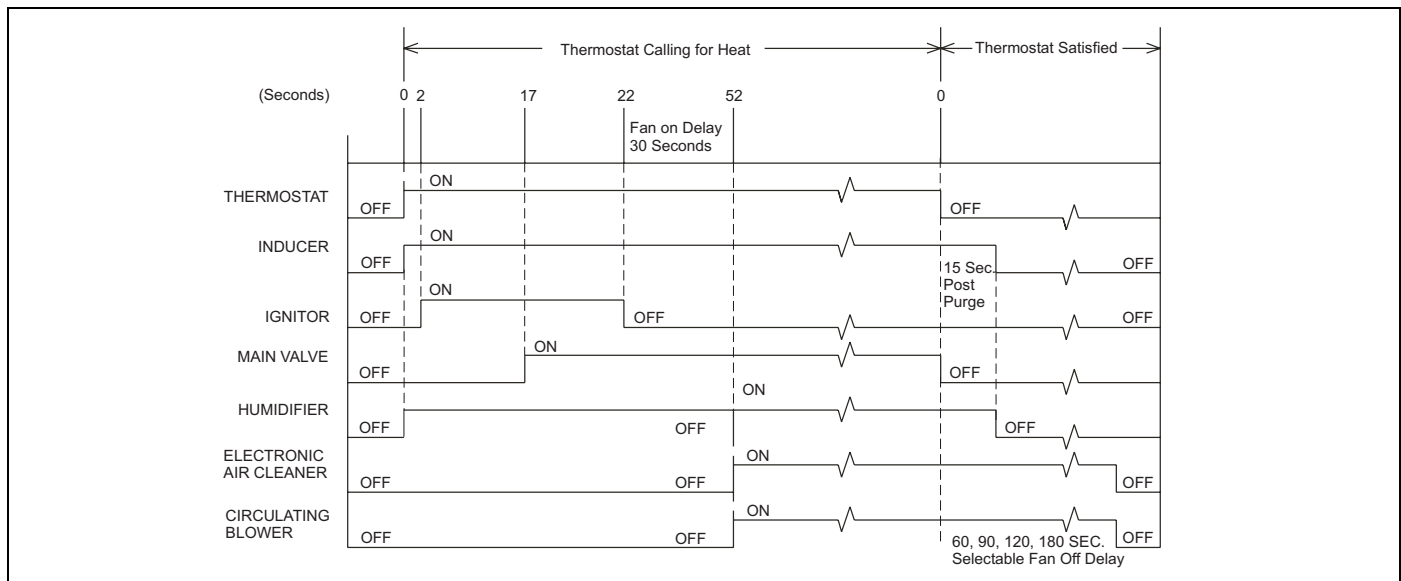 Thermostat Calling for Heat
Thermostat Satisfied
(Seconds)
0 2 17 22 52 0
Fan on Delay
30 Seconds
THERMOSTAT
OFF
ON
OFF
INDUCER
OFF
ON
15 Sec.
Post
Purge
OFF
IGNITOR
OFF
ON
OFF
OFF
MAIN VALVE
OFF
ON
OFF
HUMIDIFIER
OFF
OFF
ON
OFF
ELECTRONIC
AIR CLEANER
OFF
OFF
ON
OFF
CIRCULATING
BLOWER
OFF
OFF
ON
OFF
60, 90, 120, 180 SEC.
Selectable Fan Off Delay